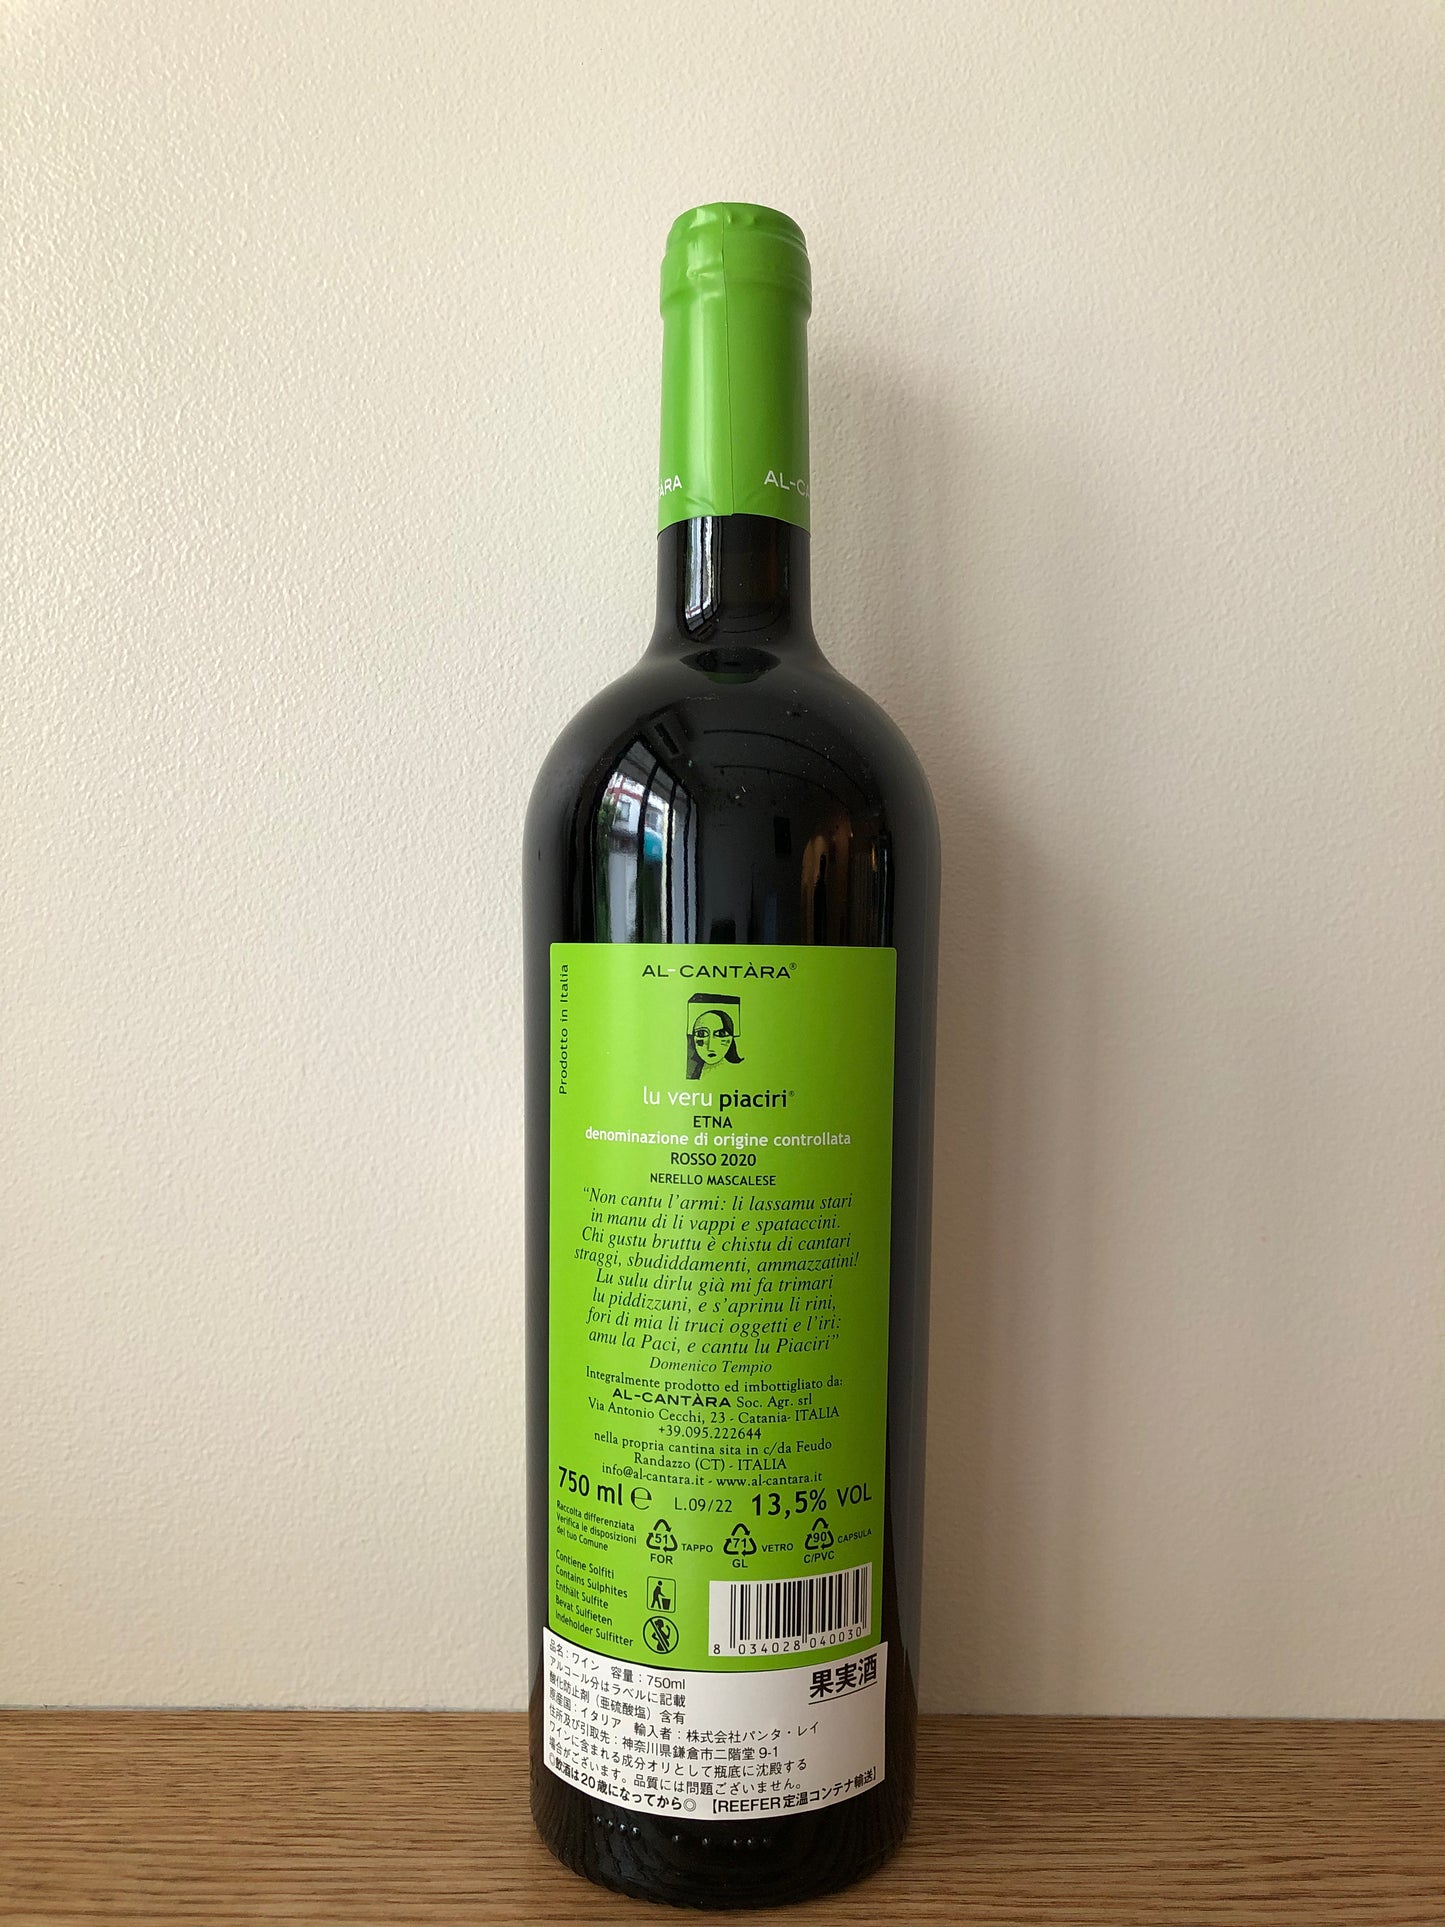 ÀRA
AL-CA
AL-CANTÀRA®
Prodotto in Italia
lu veru piaciri®
ETNA
denominazione di origine controllata
ROSSO 2020
NERELLO MASCALESE
“Non cantu l’armi: li lassamu stari
in manu di li vappi e spataccini.
Chi gustu bruttu è chistu di cantari
straggi, sbudiddamenti, ammazzatini!
Lu sulu dirlu già mi fa trimari
lu piddizzuni, e s’aprinu li rini,
fori di mia li truci oggetti e l’iri:
amu la Paci, e cantu lu Piaciri”
Domenico Tempio
Integralmente prodotto ed imbottigliato da:
AL-CANTÀRA Soc. Agr. srl
Via Antonio Cecchi, 23 - Catania- ITALIA
+39.095.222644
nella propria cantina sita in c/da Feudo
Randazzo (CT) - ITALIA
info@al-cantara.it - www.al-cantara.it
750 ml ℮ L.09/22 13,5% VOL
Raccolta differenziata
Verifica le disposizioni
del tuo Comune
51 FOR TAPPO
71 GL VETRO
90 C/PVC CAPSULA
Contiene Solfiti
Contains Sulphites
Enthält Sulfite
Bevat Sulfieten
indeholder Sulfitter
8 034028 040030
果実酒
品名：ワイン 容量：750ml
アルコール分はラベルに記載
酸化防止剤（亜硫酸塩）含有
原産国：イタリア 輸入者：株式会社パンタ・レイ
住所及び引取先：神奈川県鎌倉市二階堂9-1
ワインに含まれる成分オリとして瓶底に沈殿する
場合がございます。品質には問題ございません。
◎飲酒は20歳になってから◎ 【REEFER定温コンテナ輸送】